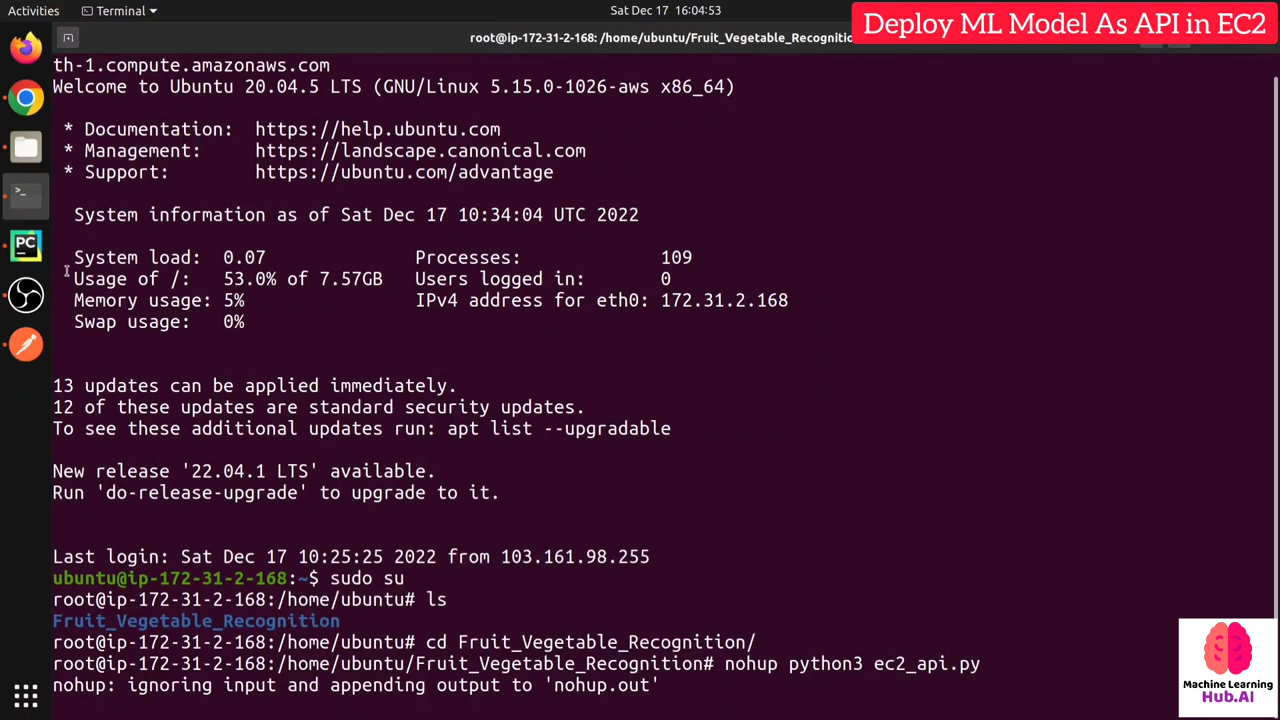 Activities
Terminal
Sat Dec 17 16:04:53
Deploy ML Model As API in EC2
root@ip-172-31-2-168: /home/ubuntu/Fruit_Vegetable_Recognitio
th-1.compute.amazonaws.com
Welcome to Ubuntu 20.04.5 LTS (GNU/Linux 5.15.0-1026-aws x86_64)
* Documentation: https://help.ubuntu.com
* Management: https://landscape.canonical.com
* Support: https://ubuntu.com/advantage
System information as of Sat Dec 17 10:34:04 UTC 2022
System load: 0.07 Processes: 109
Usage of /: 53.0% of 7.57GB Users logged in: 0
Memory usage: 5% IPv4 address for eth0: 172.31.2.168
Swap usage: 0%
13 updates can be applied immediately.
12 of these updates are standard security updates.
To see these additional updates run: apt list --upgradable
New release '22.04.1 LTS' available.
Run 'do-release-upgrade' to upgrade to it.
Last login: Sat Dec 17 10:25:25 2022 from 103.161.98.255
ubuntu@ip-172-31-2-168:~$ sudo su
root@ip-172-31-2-168:/home/ubuntu# ls
Fruit_Vegetable_Recognition
root@ip-172-31-2-168:/home/ubuntu# cd Fruit_Vegetable_Recognition/
root@ip-172-31-2-168:/home/ubuntu/Fruit_Vegetable_Recognition# nohup python3 ec2_api.py
nohup: ignoring input and appending output to 'nohup.out'
PC
Machine Learning
Hub.AI